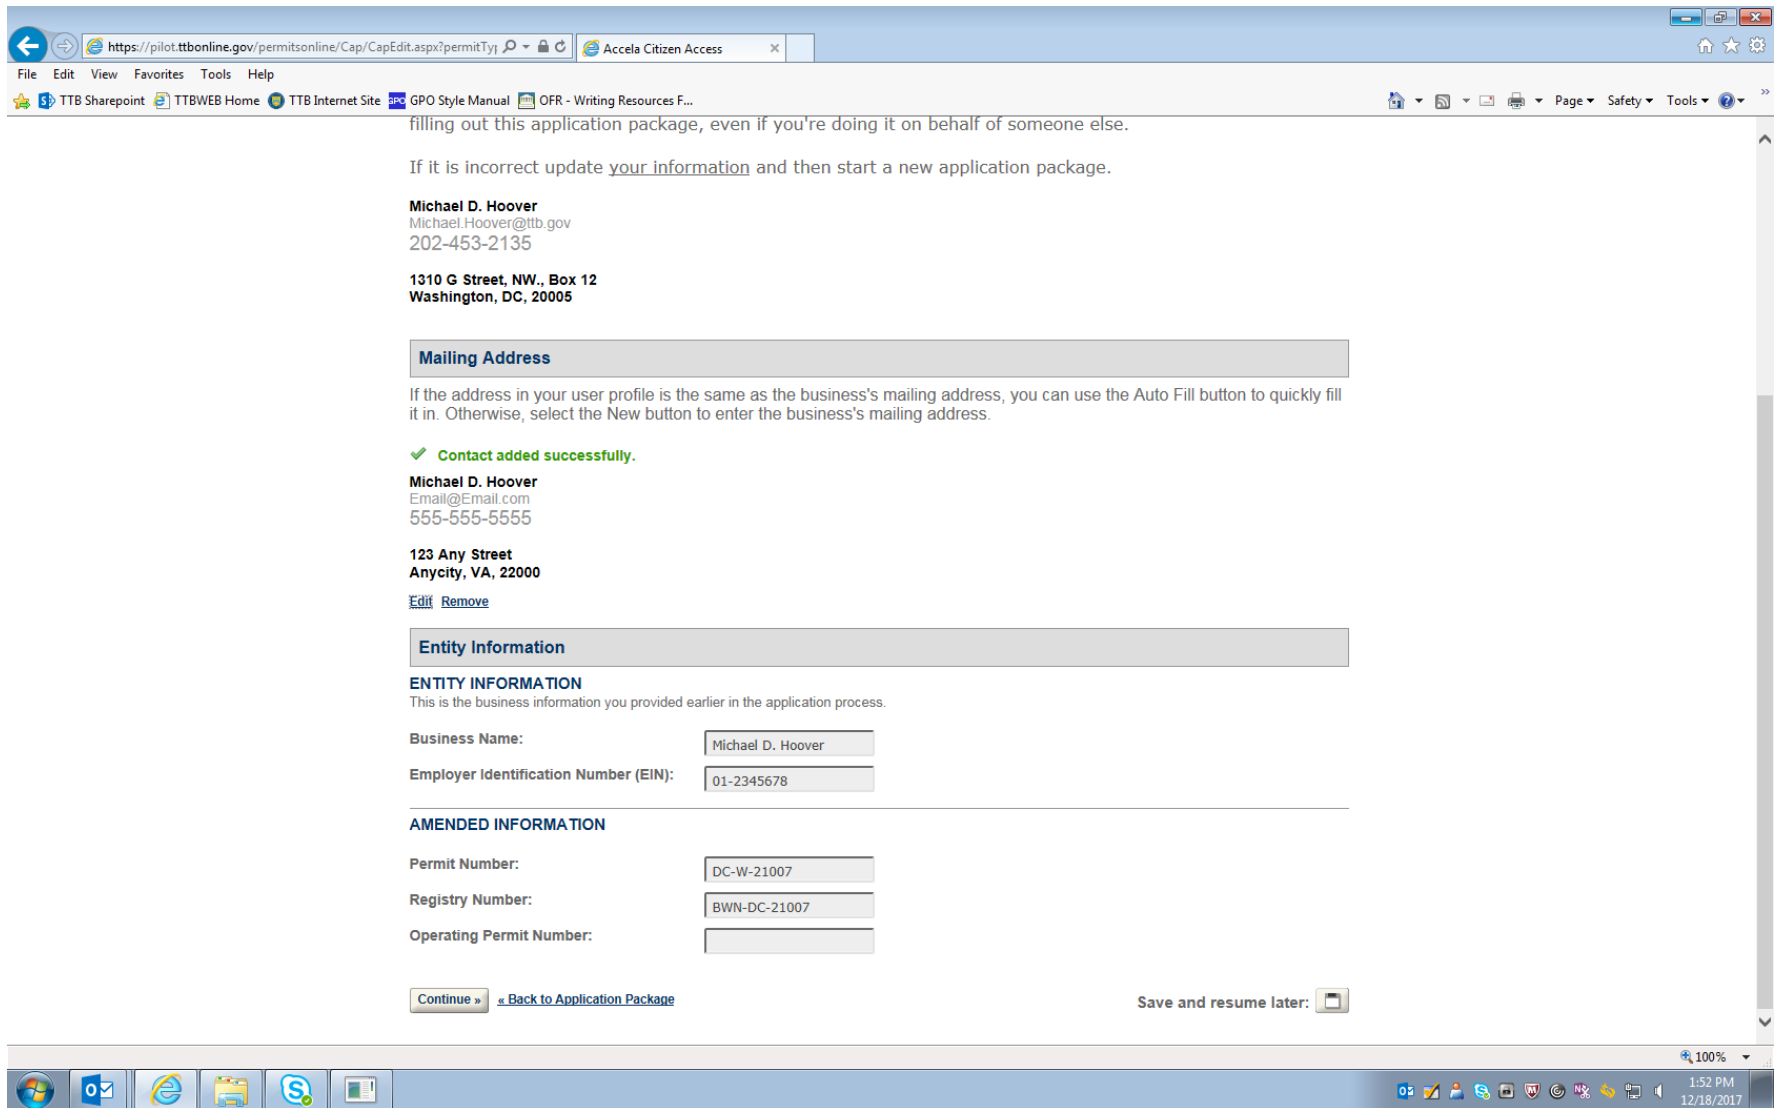 https://pilot.ttbonline.gov/permitsonline/Cap/CapEdit.aspx?permitTyp
Accela Citizen Access
File Edit View Favorites Tools Help
TTB Sharepoint TTBWEB Home TTB Internet Site GPO GPO Style Manual OFR - Writing Resources F...
Page Safety Tools
filling out this application package, even if you're doing it on behalf of someone else.
If it is incorrect update your information and then start a new application package.
Michael D. Hoover
Michael.Hoover@ttb.gov
202-453-2135
1310 G Street, NW., Box 12
Washington, DC, 20005
Mailing Address
If the address in your user profile is the same as the business's mailing address, you can use the Auto Fill button to quickly fill
it in. Otherwise, select the New button to enter the business's mailing address.
Contact added successfully.
Michael D. Hoover
Email@Email.com
555-555-5555
123 Any Street
Anycity, VA, 22000
Edit Remove
Entity Information
ENTITY INFORMATION
This is the business information you provided earlier in the application process.
Business Name: Michael D. Hoover
Employer Identification Number (EIN): 01-2345678
AMENDED INFORMATION
Permit Number: DC-W-21007
Registry Number: BWN-DC-21007
Operating Permit Number:
Continue » « Back to Application Package Save and resume later:
100%
1:52 PM
12/18/2017